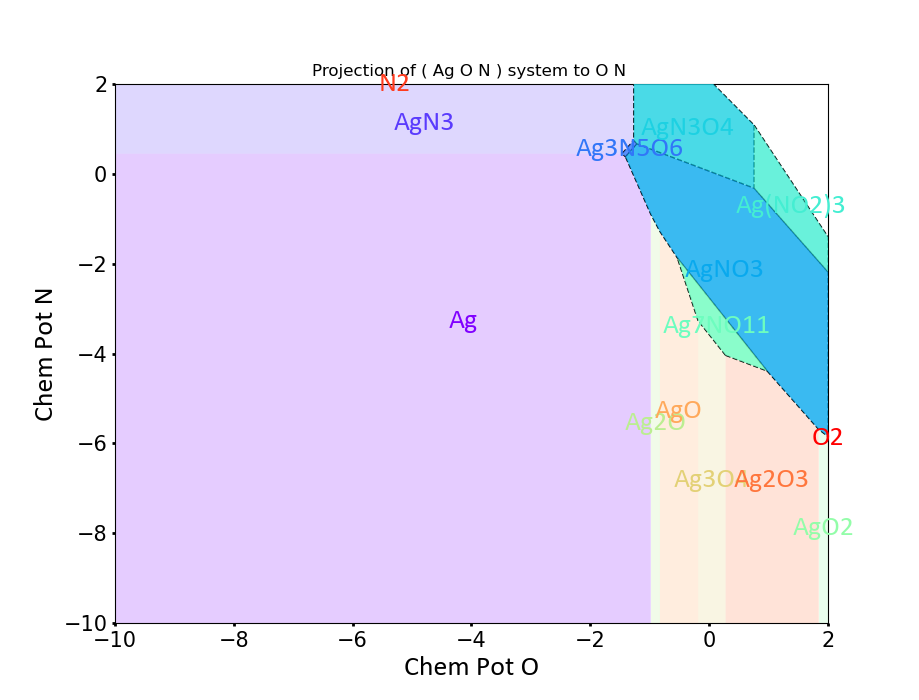 Projection of ( Ag O N ) system to O N
N2
AgN3
AgN3O4
Ag3N5O6
Ag(NO2)3
AgNO3
Ag
Ag7NO11
AgO
Ag2O
O2
Ag2O3
AgO2
2
0
−2
−4
−6
−8
−10
Chem Pot N
−10 −8 −6 −4 −2 0 2
Chem Pot O